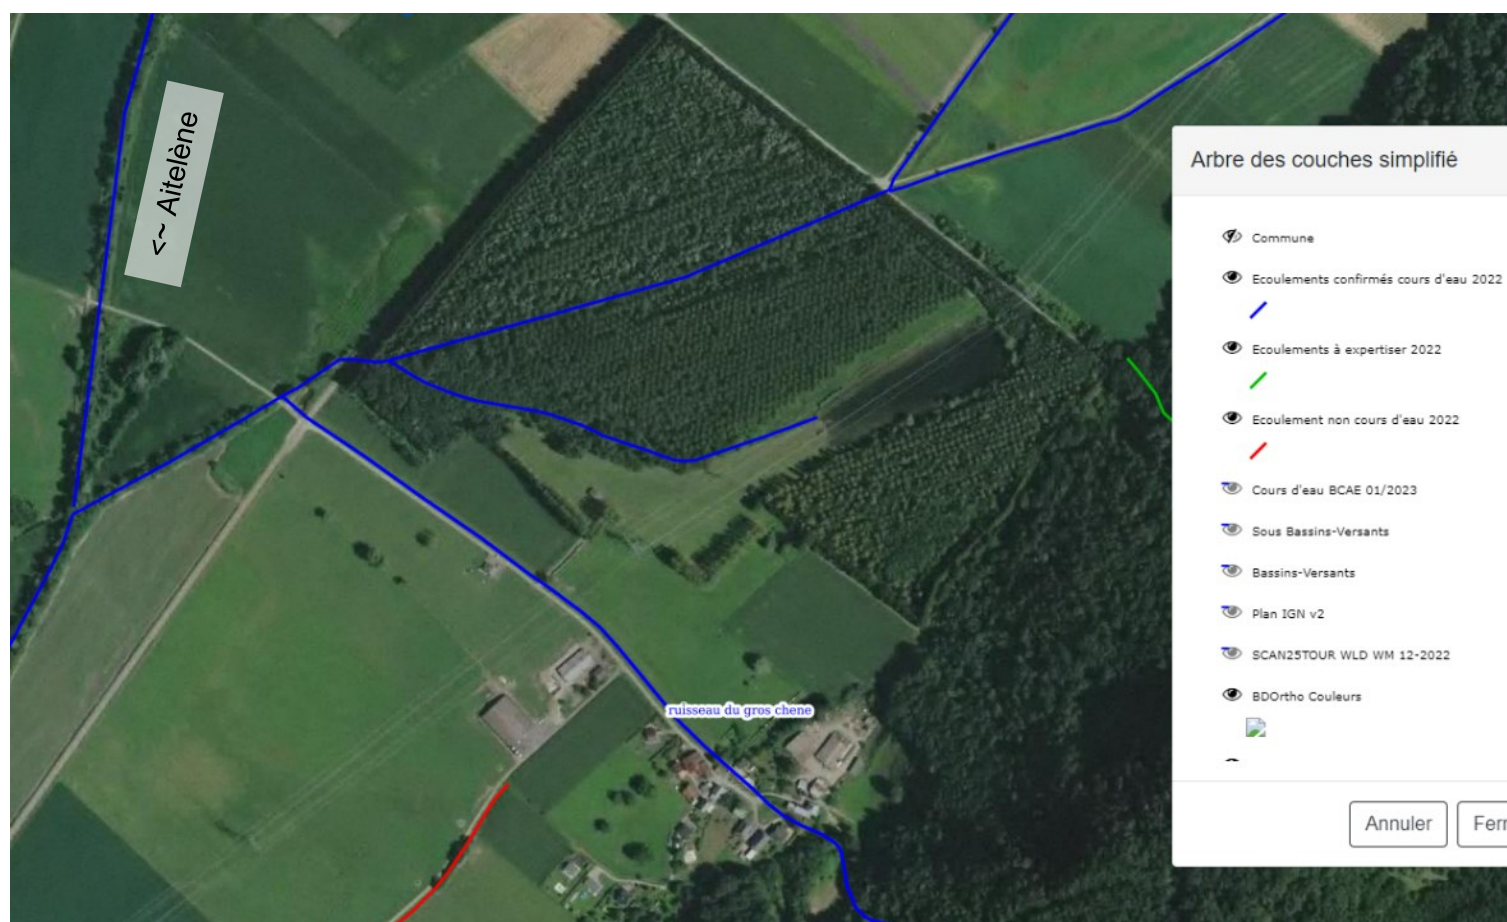 <~ Aitelène
ruisseau du gros chene
Arbre des couches simplifié
Commune
Ecoulements confirmés cours d'eau 2022
Ecoulements à expertiser 2022
Ecoulement non cours d'eau 2022
Cours d'eau BCAE 01/2023
Sous Bassins-Versants
Bassins-Versants
Plan IGN v2
SCAN25TOUR WLD WM 12-2022
BDOrtho Couleurs
Annuler
Fer